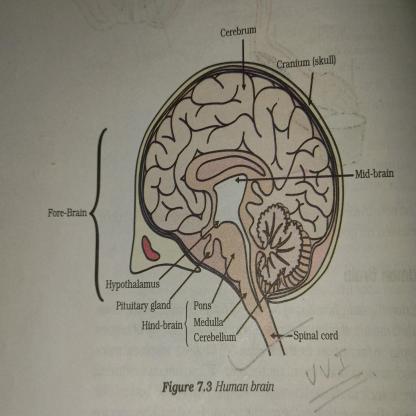 Cerebrum
Cranium (skull)
Mid-brain
Fore-Brain
Hypothalamus
Pituitary gland
Pons
Hind-brain
Medulla
Cerebellum
Spinal cord
VVI
Figure 7.3 Human brain